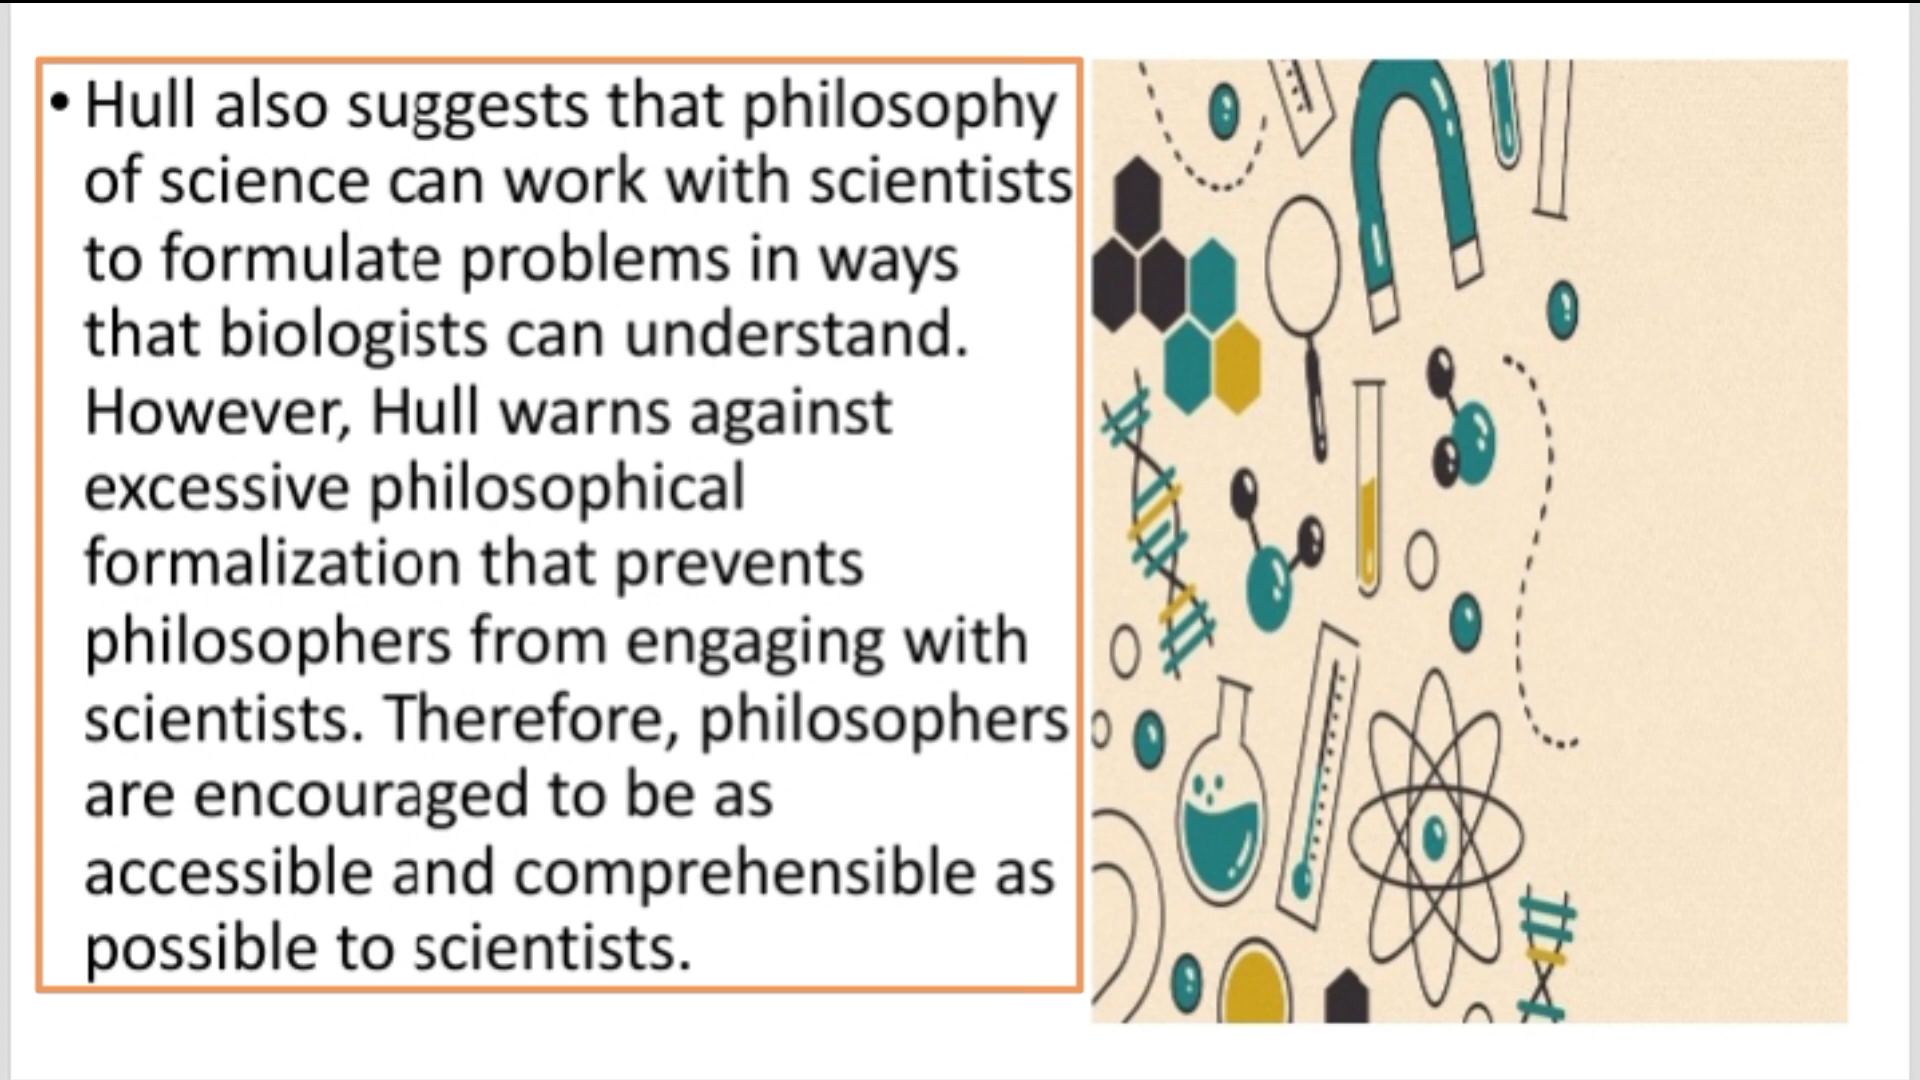 • Hull also suggests that philosophy
of science can work with scientists
to formulate problems in ways
that biologists can understand.
However, Hull warns against
excessive philosophical
formalization that prevents
philosophers from engaging with
scientists. Therefore, philosophers
are encouraged to be as
accessible and comprehensible as
possible to scientists.